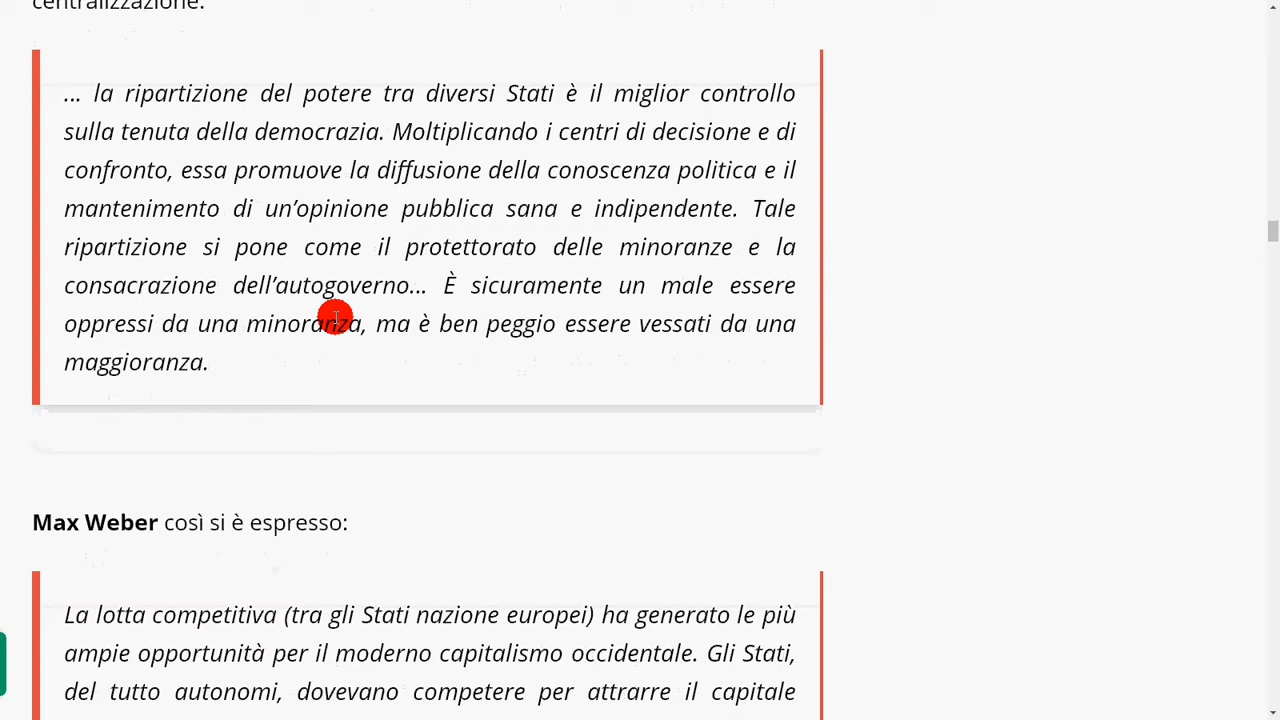 centralizzazione.
... la ripartizione del potere tra diversi Stati è il miglior controllo
sulla tenuta della democrazia. Moltiplicando i centri di decisione e di
confronto, essa promuove la diffusione della conoscenza politica e il
mantenimento di un’opinione pubblica sana e indipendente. Tale
ripartizione si pone come il protettorato delle minoranze e la
consacrazione dell’autogoverno... È sicuramente un male essere
oppressi da una minoranza, ma è ben peggio essere vessati da una
maggioranza.
Max Weber così si è espresso:
La lotta competitiva (tra gli Stati nazione europei) ha generato le più
ampie opportunità per il moderno capitalismo occidentale. Gli Stati,
del tutto autonomi, dovevano competere per attrarre il capitale